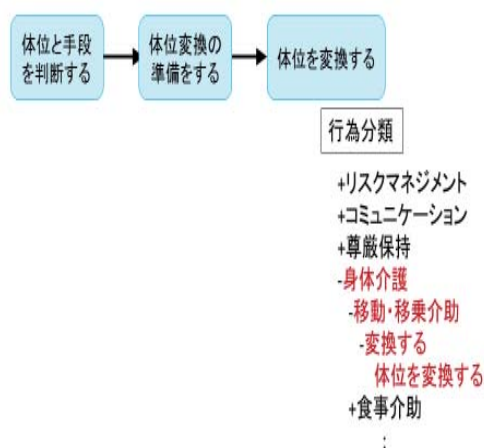 体位と手段
を判断する
体位変換の
準備をする
体位を変換する
行為分類
+リスクマネジメント
+コミュニケーション
+尊厳保持
-身体介護
-移動・移乗介助
-変換する
体位を変換する
+食事介助
: